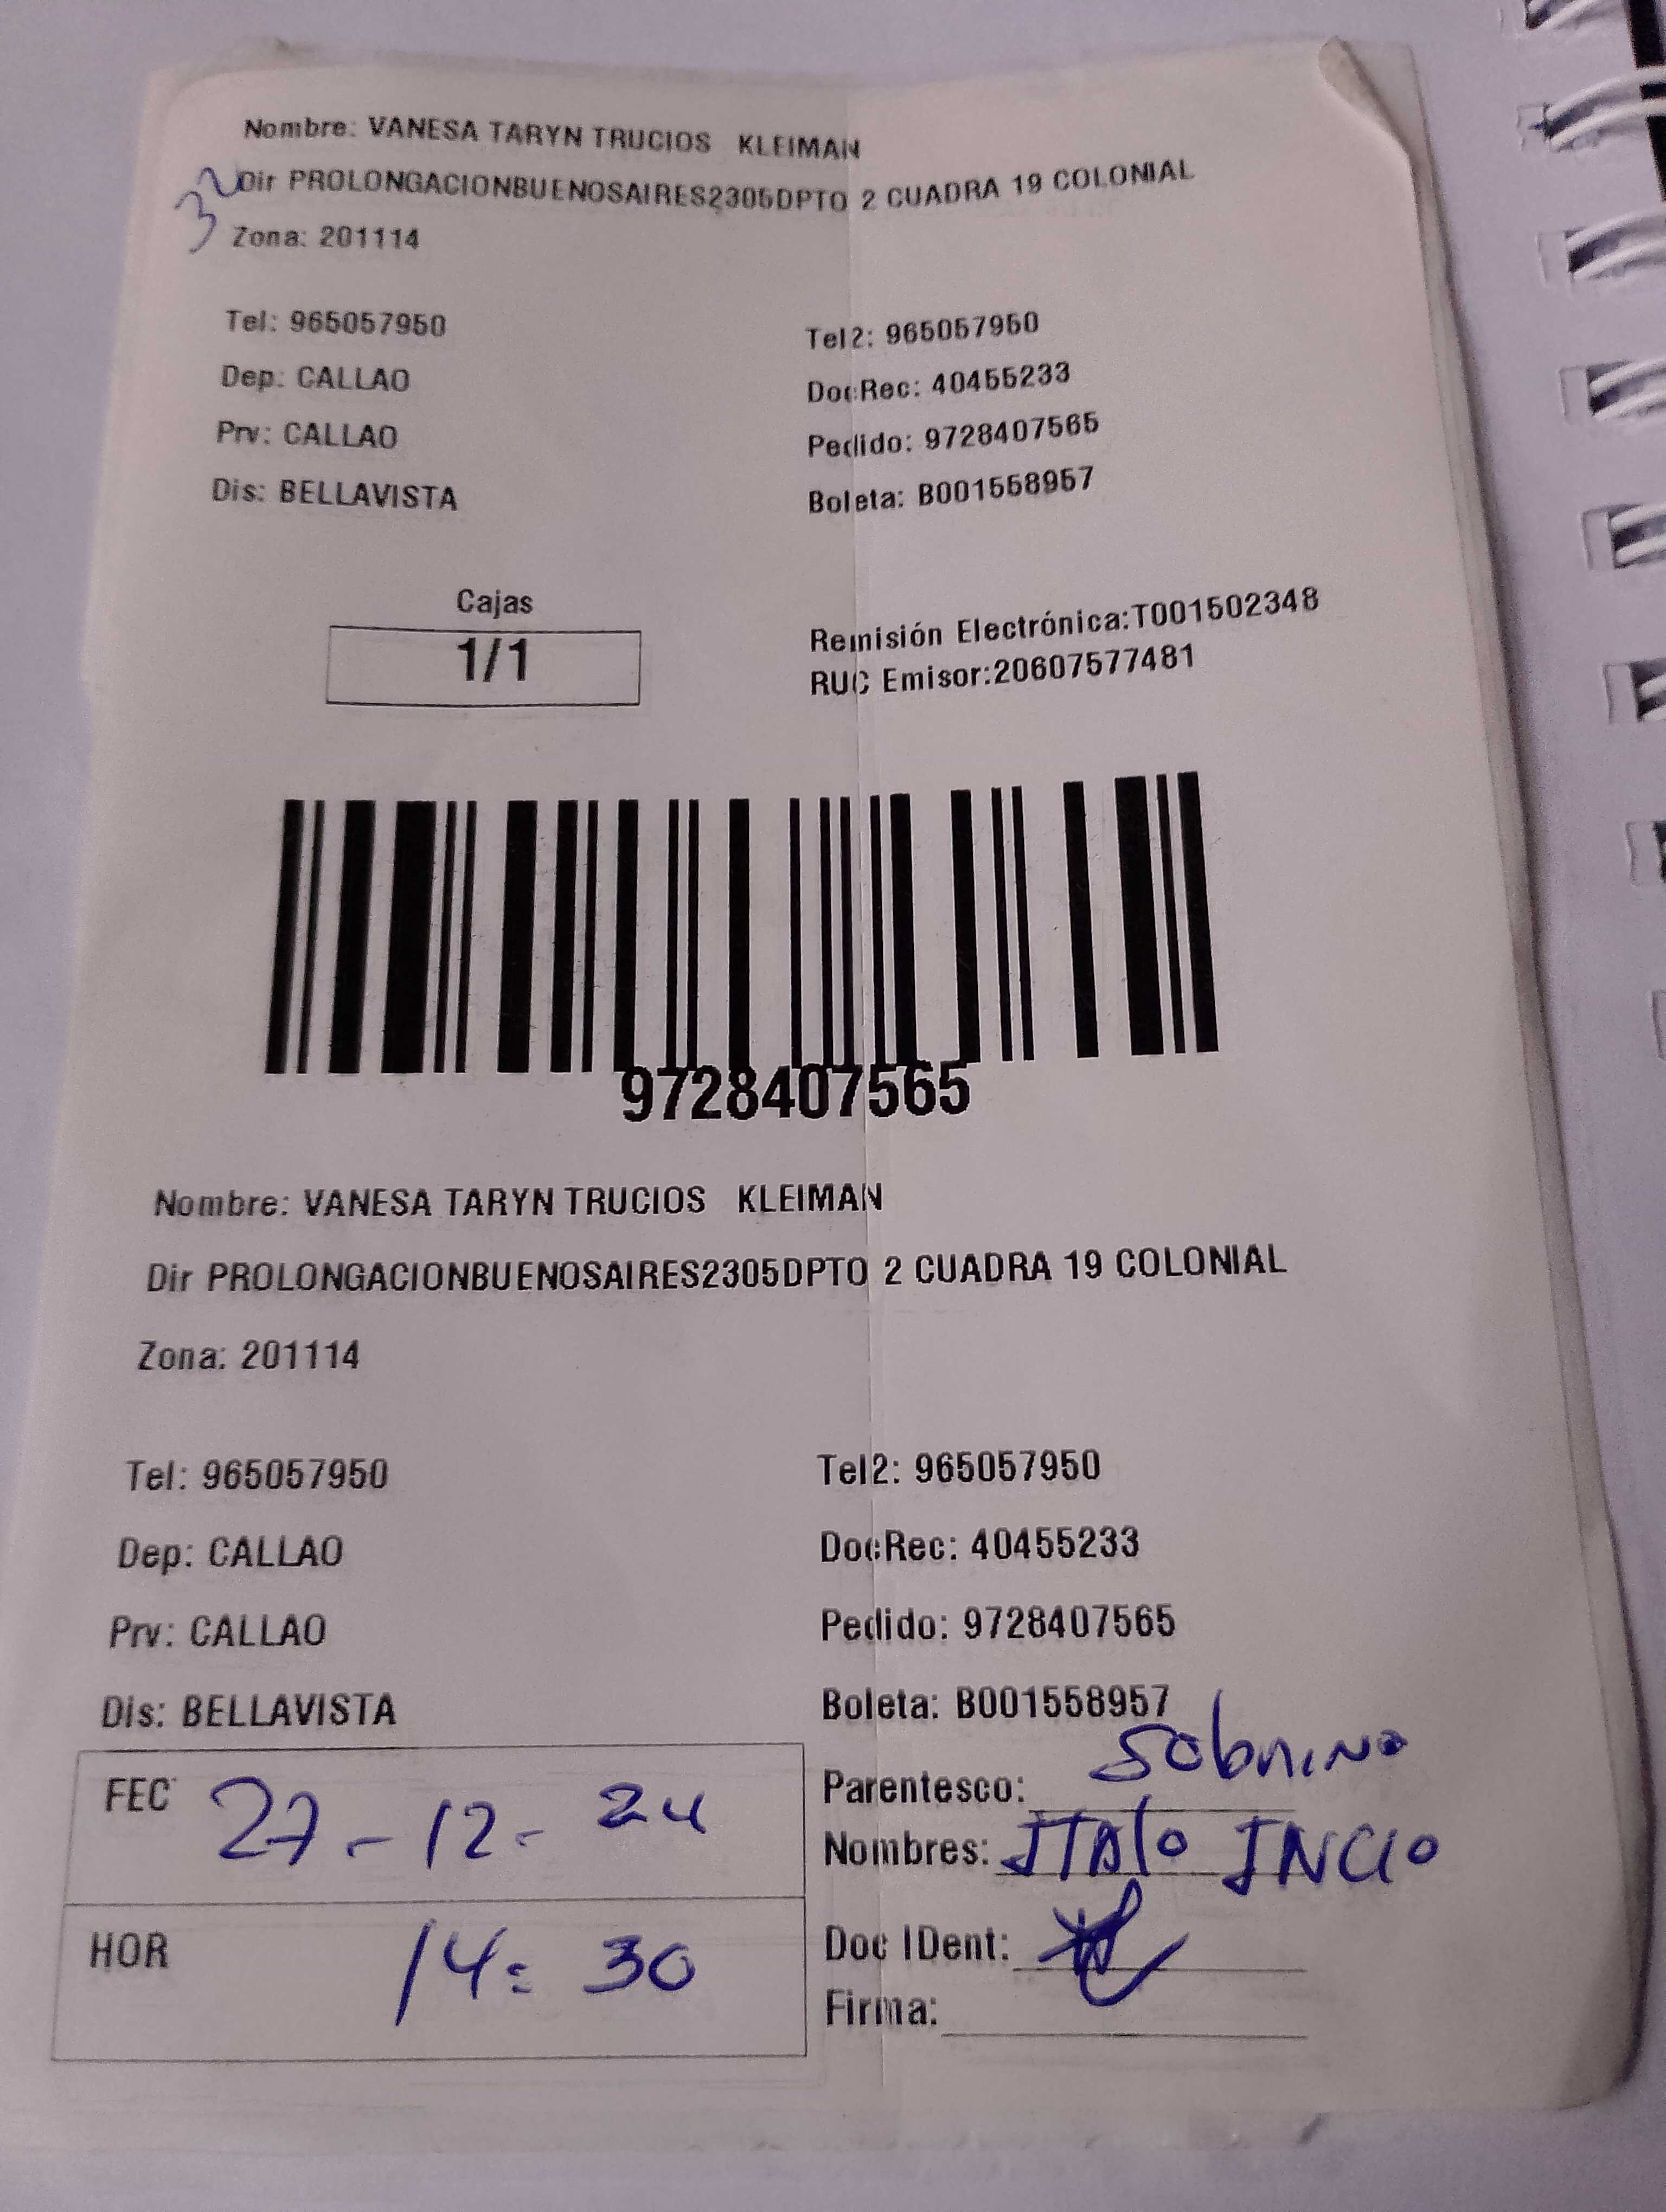 Nombre: VANESA TARYN TRUCIOS KLEIMAN
32
Dir PROLONGACIONBUENOSAIRES2305DPTO 2 CUADRA 19 COLONIAL
Zona: 201114
Tel: 965057950 Tel2: 965057950
Dep: CALLAO DocRec: 40455233
Prv: CALLAO Pedido: 9728407565
Dis: BELLAVISTA Boleta: B001558957
Cajas
1/1
Remisión Electrónica:T001502348
RUC Emisor:20607577481
9728407565
Nombre: VANESA TARYN TRUCIOS KLEIMAN
Dir PROLONGACIONBUENOSAIRES2305DPTO 2 CUADRA 19 COLONIAL
Zona: 201114
Tel: 965057950 Tel2: 965057950
Dep: CALLAO DocRec: 40455233
Prv: CALLAO Pedido: 9728407565
Dis: BELLAVISTA Boleta: B001558957
FEC 27-12-24
HOR 14:30
Parentesco: Sobrino
Nombres: ITALO INCIO
Doc IDent:
Firma: